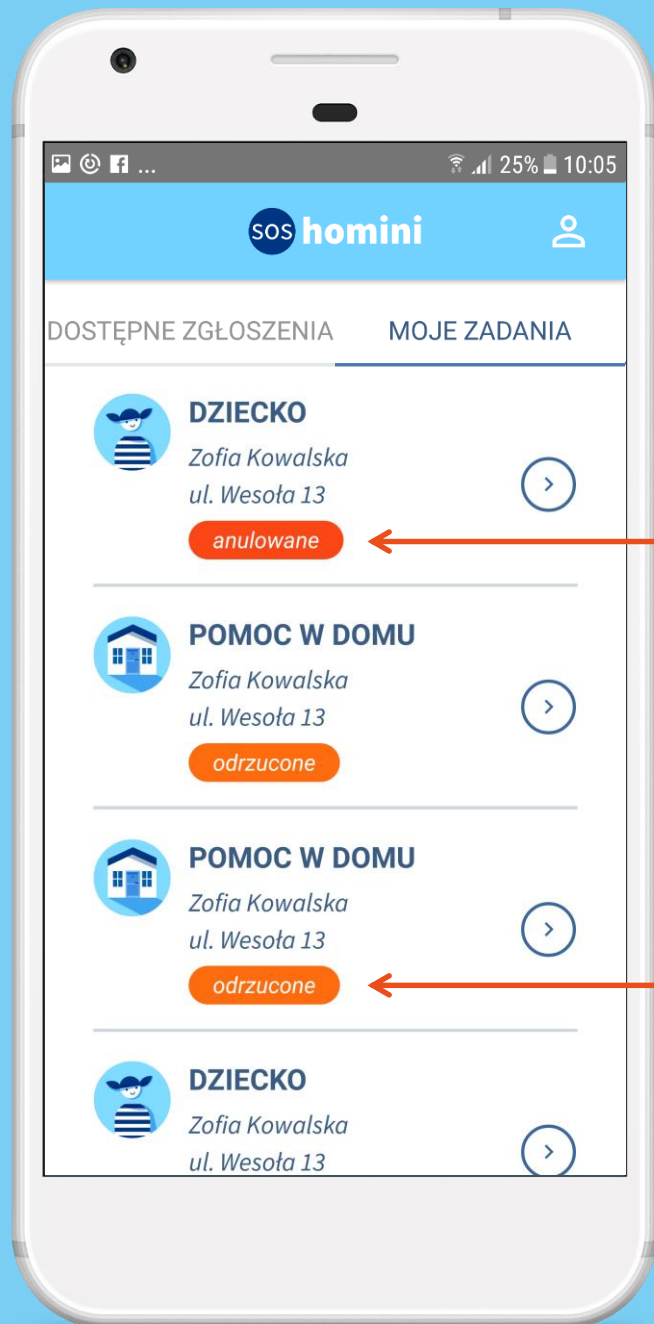 ... 25% 10:05
sos homini
DOSTĘPNE ZGŁOSZENIA MOJE ZADANIA
DZIECKO
Zofia Kowalska
ul. Wesoła 13
anulowane
POMOC W DOMU
Zofia Kowalska
ul. Wesoła 13
odrzucone
POMOC W DOMU
Zofia Kowalska
ul. Wesoła 13
odrzucone
DZIECKO
Zofia Kowalska
ul. Wesoła 13